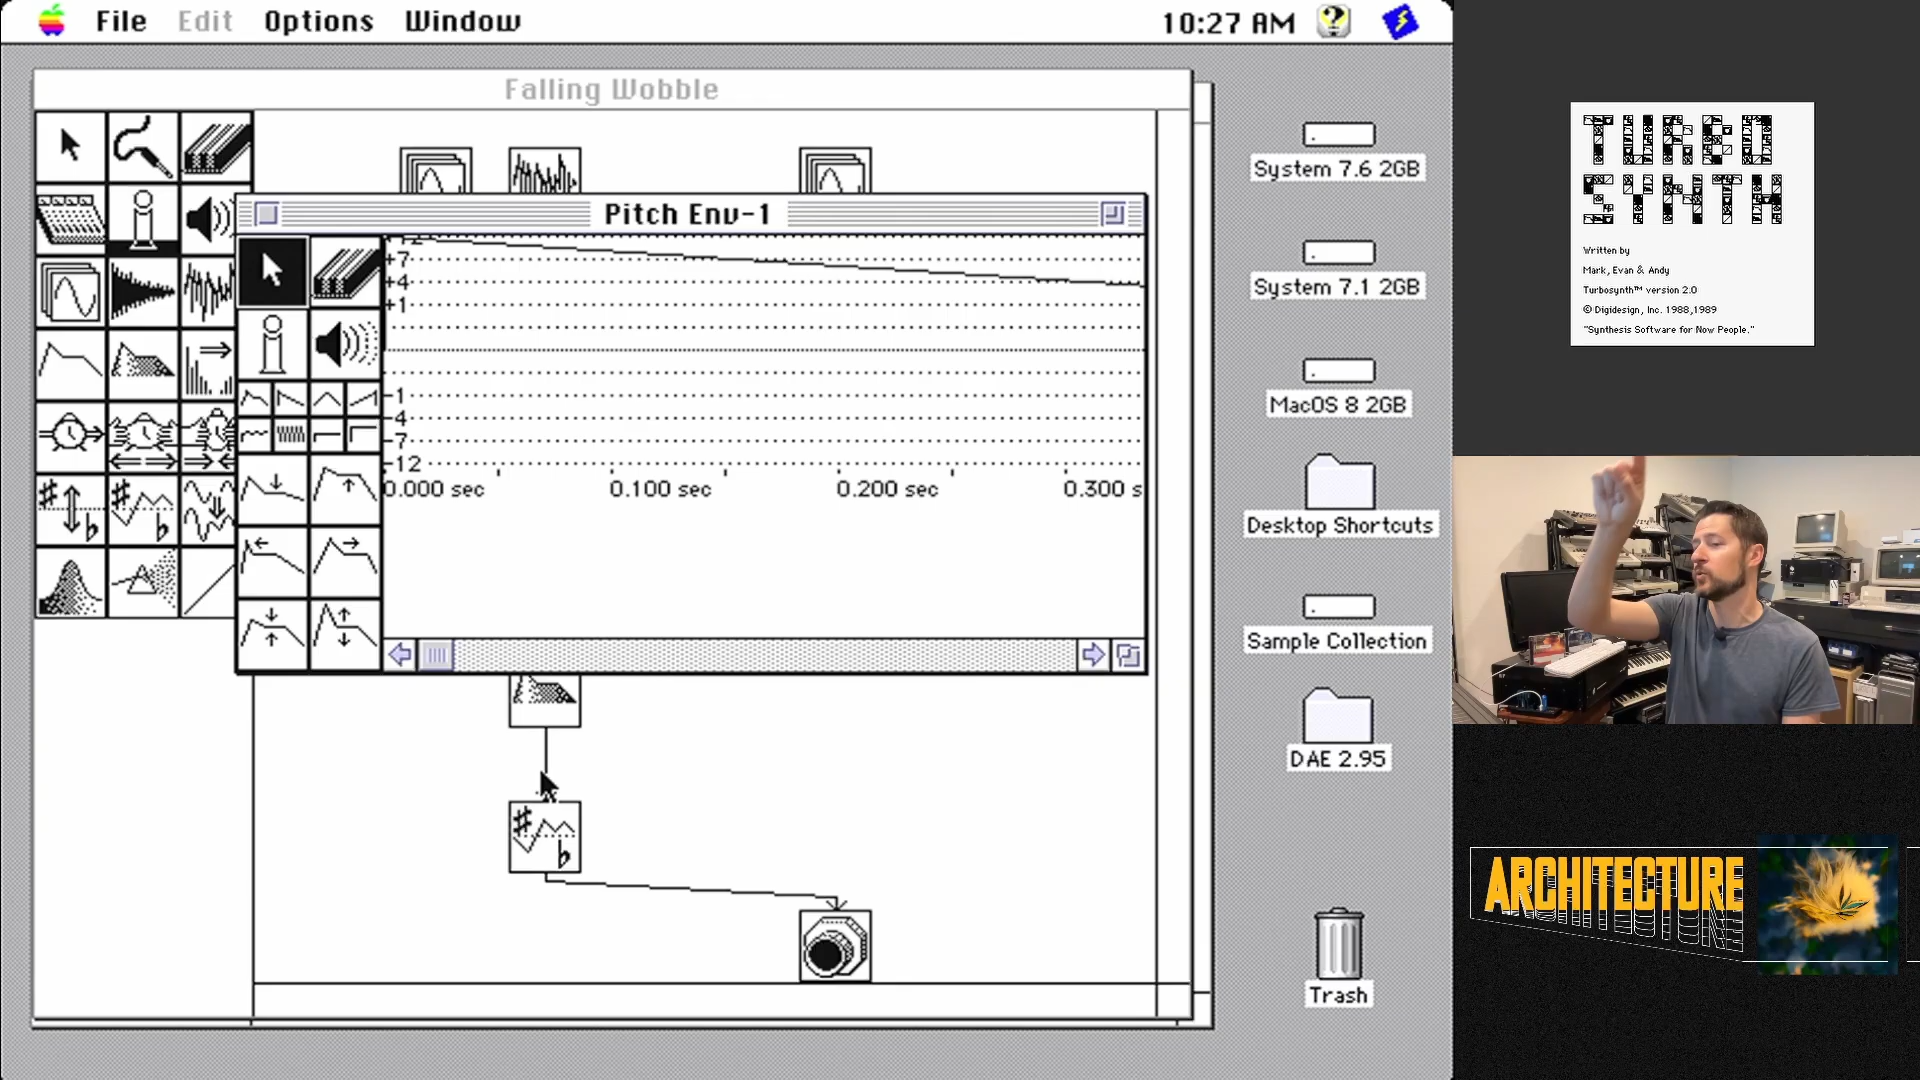 File Edit Options Window 10:27 AM
Falling Wobble
Pitch Env-1
+12
+7
+4
+1
-1
-4
-7
-12
0.000 sec 0.100 sec 0.200 sec 0.300 s
System 7.6 2GB
System 7.1 2GB
MacOS 8 2GB
Desktop Shortcuts
Sample Collection
DAE 2.95
Trash
TURBO
SYNTH
Written by
Mark, Evan & Andy
Turbosynth™ version 2.0
© Digidesign, Inc. 1988,1989
"Synthesis Software for Now People."
ARCHITECTURE